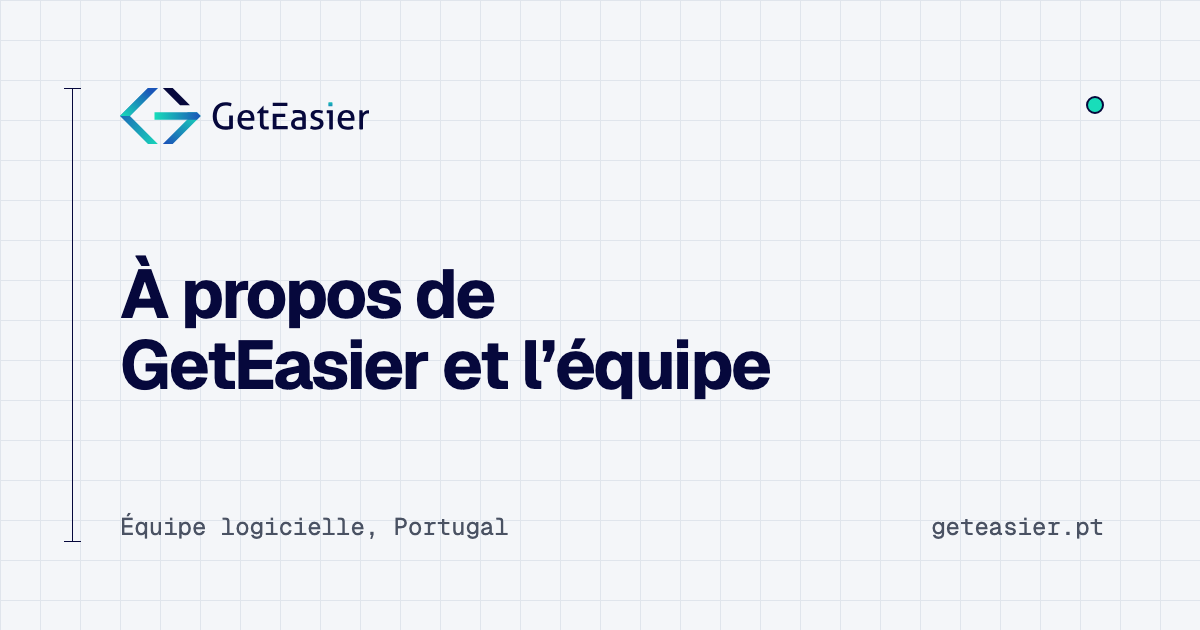 GetEasier
À propos de
GetEasier et l’équipe
Équipe logicielle, Portugal
geteasier.pt